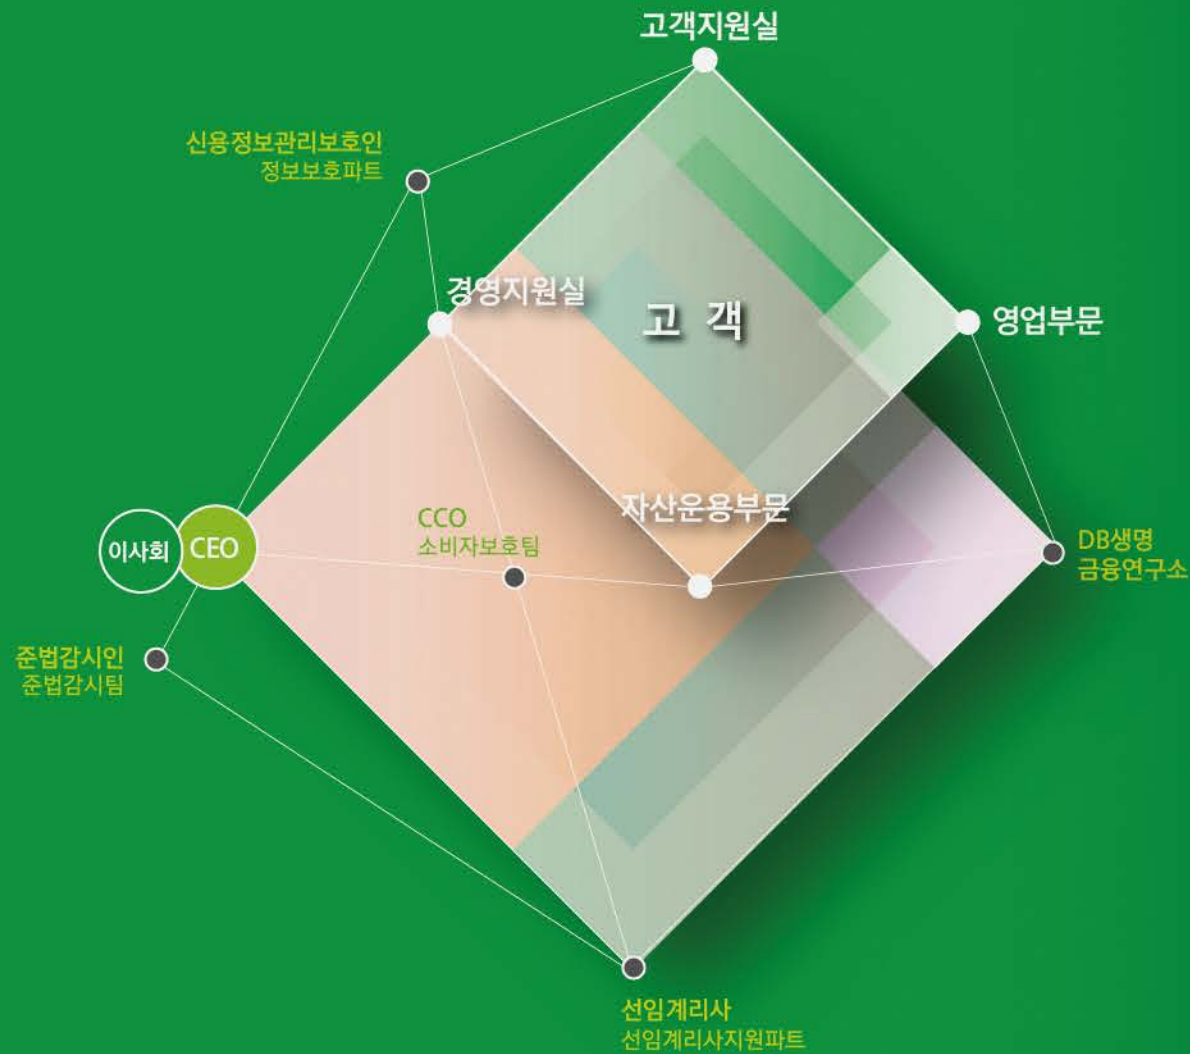 고객지원실
신용정보관리보호인
정보보호파트
경영지원실
고 객
영업부문
자산운용부문
CCO
소비자보호팀
이사회
CEO
DB생명
금융연구소
준법감시인
준법감시팀
선임계리사
선임계리사지원파트